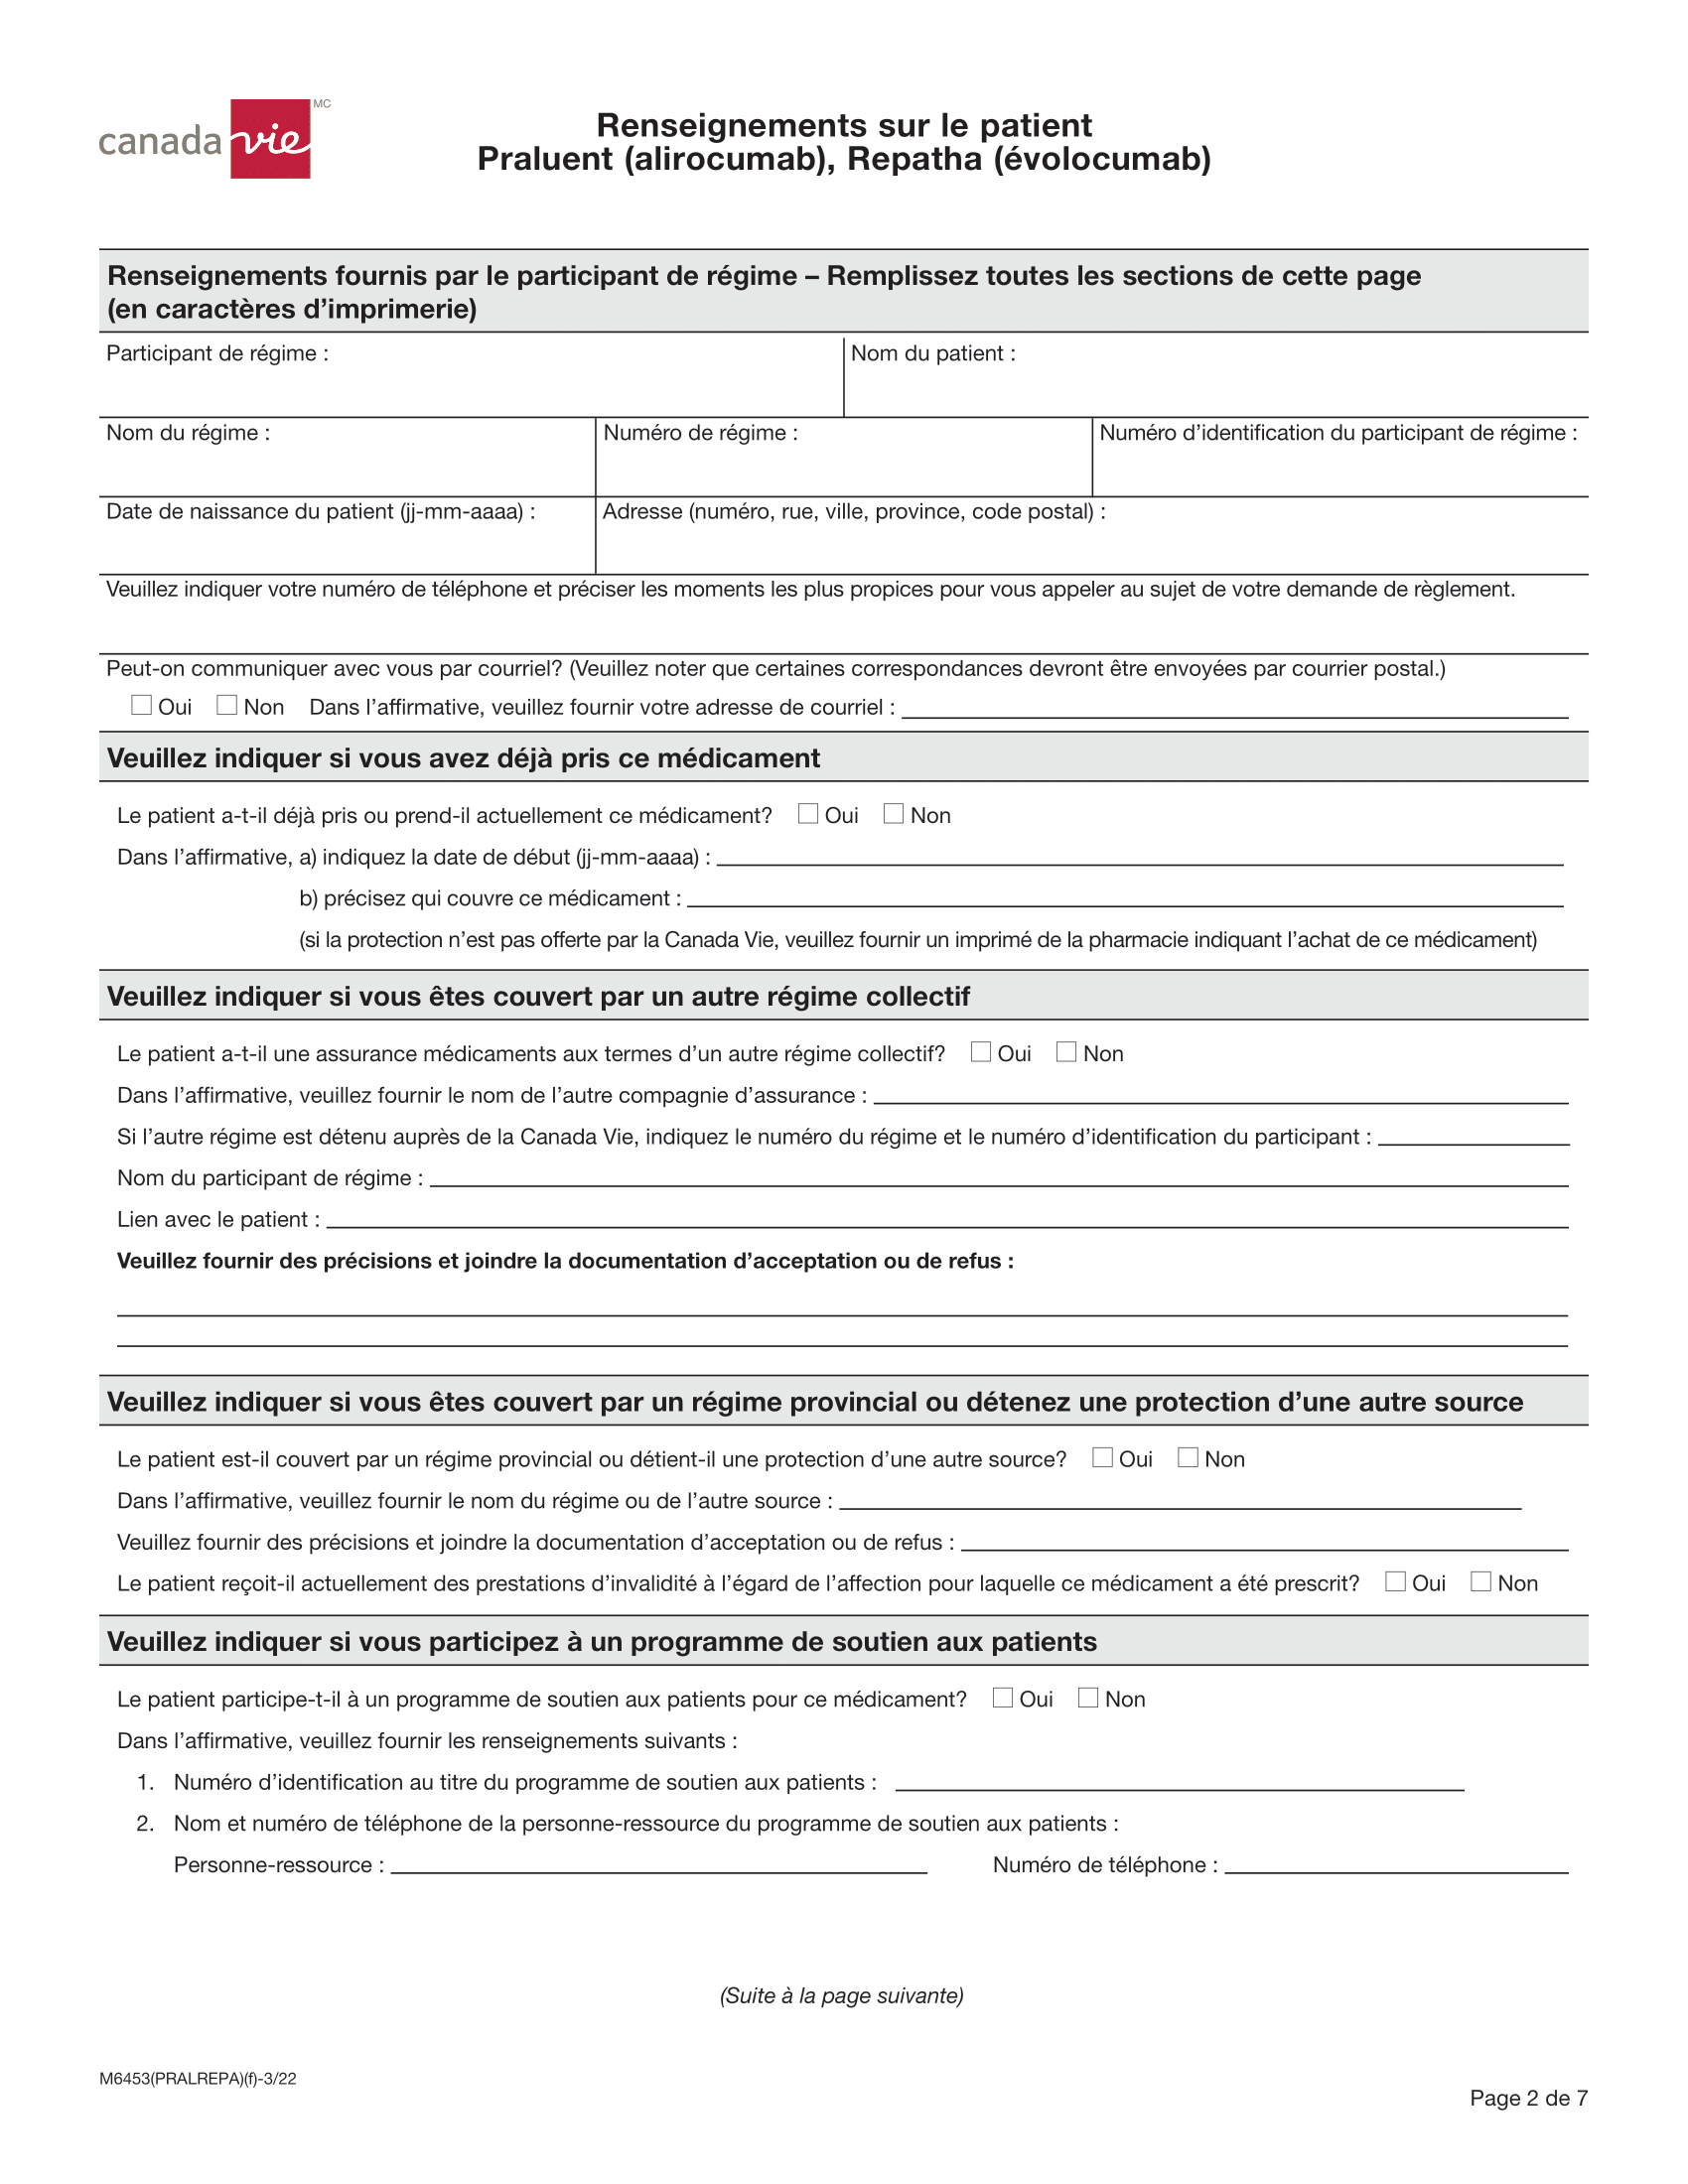 canada vie MC
Renseignements sur le patient
Praluent (alirocumab), Repatha (évolocumab)
Renseignements fournis par le participant de régime – Remplissez toutes les sections de cette page
(en caractères d’imprimerie)
Participant de régime :
Nom du patient :
Nom du régime :
Numéro de régime :
Numéro d’identification du participant de régime :
Date de naissance du patient (jj-mm-aaaa) :
Adresse (numéro, rue, ville, province, code postal) :
Veuillez indiquer votre numéro de téléphone et préciser les moments les plus propices pour vous appeler au sujet de votre demande de règlement.
Peut-on communiquer avec vous par courriel? (Veuillez noter que certaines correspondances devront être envoyées par courrier postal.)
Oui Non Dans l’affirmative, veuillez fournir votre adresse de courriel :
Veuillez indiquer si vous avez déjà pris ce médicament
Le patient a-t-il déjà pris ou prend-il actuellement ce médicament? Oui Non
Dans l’affirmative, a) indiquez la date de début (jj-mm-aaaa) :
b) précisez qui couvre ce médicament :
(si la protection n’est pas offerte par la Canada Vie, veuillez fournir un imprimé de la pharmacie indiquant l’achat de ce médicament)
Veuillez indiquer si vous êtes couvert par un autre régime collectif
Le patient a-t-il une assurance médicaments aux termes d’un autre régime collectif? Oui Non
Dans l’affirmative, veuillez fournir le nom de l’autre compagnie d’assurance :
Si l’autre régime est détenu auprès de la Canada Vie, indiquez le numéro du régime et le numéro d’identification du participant :
Nom du participant de régime :
Lien avec le patient :
Veuillez fournir des précisions et joindre la documentation d’acceptation ou de refus :
Veuillez indiquer si vous êtes couvert par un régime provincial ou détenez une protection d’une autre source
Le patient est-il couvert par un régime provincial ou détient-il une protection d’une autre source? Oui Non
Dans l’affirmative, veuillez fournir le nom du régime ou de l’autre source :
Veuillez fournir des précisions et joindre la documentation d’acceptation ou de refus :
Le patient reçoit-il actuellement des prestations d’invalidité à l’égard de l’affection pour laquelle ce médicament a été prescrit? Oui Non
Veuillez indiquer si vous participez à un programme de soutien aux patients
Le patient participe-t-il à un programme de soutien aux patients pour ce médicament? Oui Non
Dans l’affirmative, veuillez fournir les renseignements suivants :
1. Numéro d’identification au titre du programme de soutien aux patients :
2. Nom et numéro de téléphone de la personne-ressource du programme de soutien aux patients :
Personne-ressource : Numéro de téléphone :
(Suite à la page suivante)
M6453(PRALREPA)(f)-3/22
Page 2 de 7